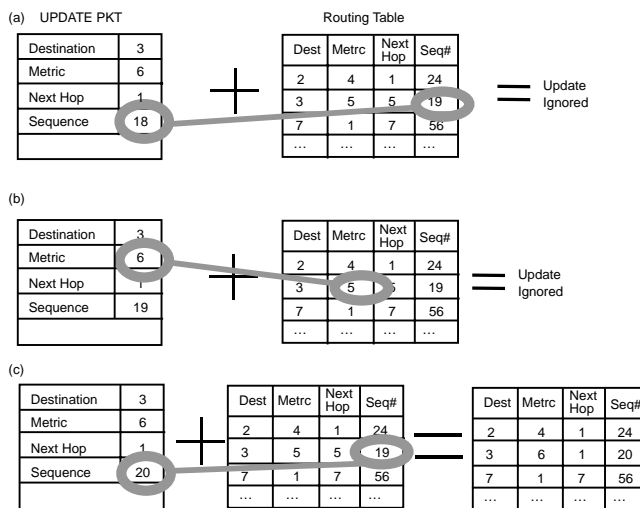 (a) UPDATE PKT Routing Table
Destination 3
Metric 6
Next Hop 1
Sequence 18
Dest Metrc Next Hop Seq#
2 4 1 24
3 5 5 19
7 1 7 56
... ... ... ...
Update
Ignored
(b)
Destination 3
Metric 6
Next Hop 1
Sequence 19
Dest Metrc Next Hop Seq#
2 4 1 24
3 5 5 19
7 1 7 56
... ... ... ...
Update
Ignored
(c)
Destination 3
Metric 6
Next Hop 1
Sequence 20
Dest Metrc Next Hop Seq#
2 4 1 24
3 5 5 19
7 1 7 56
... ... ... ...
Dest Metrc Next Hop Seq#
2 4 1 24
3 6 1 20
7 1 7 56
... ... ... ...